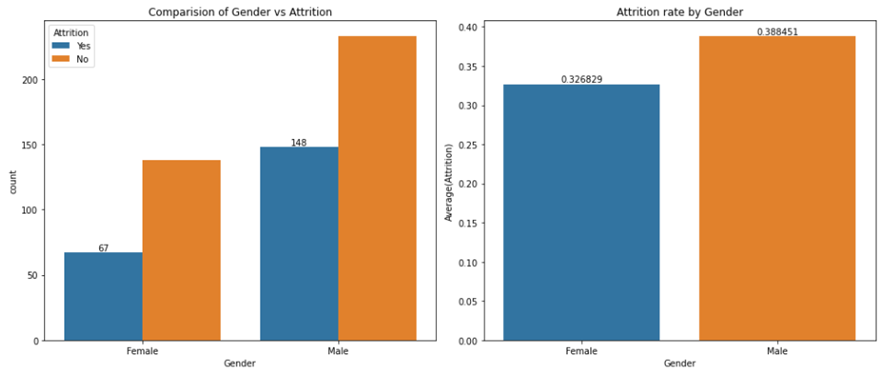 Comparision of Gender vs Attrition
Attrition
Yes
No
200
150
100
50
0
count
67
148
Female
Male
Gender
Attrition rate by Gender
0.40
0.35
0.30
0.25
0.20
0.15
0.10
0.05
0.00
Average(Attrition)
0.326829
0.388451
Female
Male
Gender